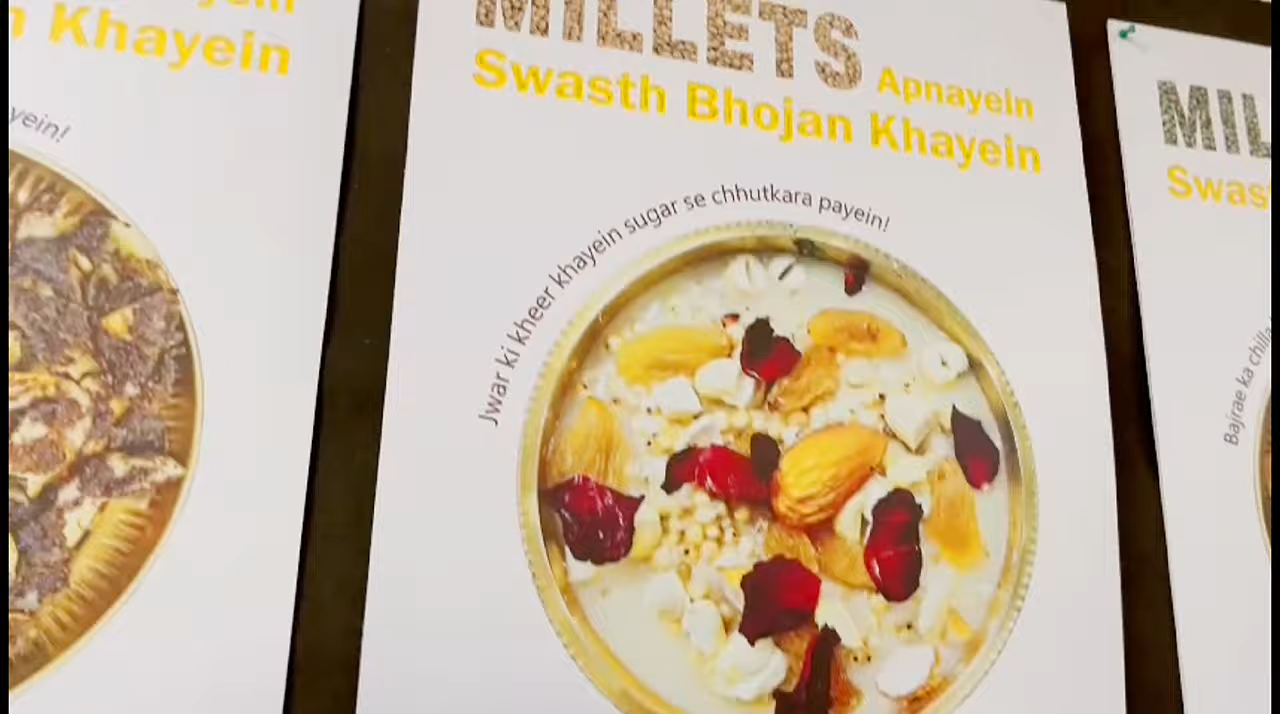 Khayein
yein!
MILLETS Apnayein
Swasth Bhojan Khayein
Jwar ki kheer khayein sugar se chhutkara payein!
MIL
Swas
Bajrae ka chilla